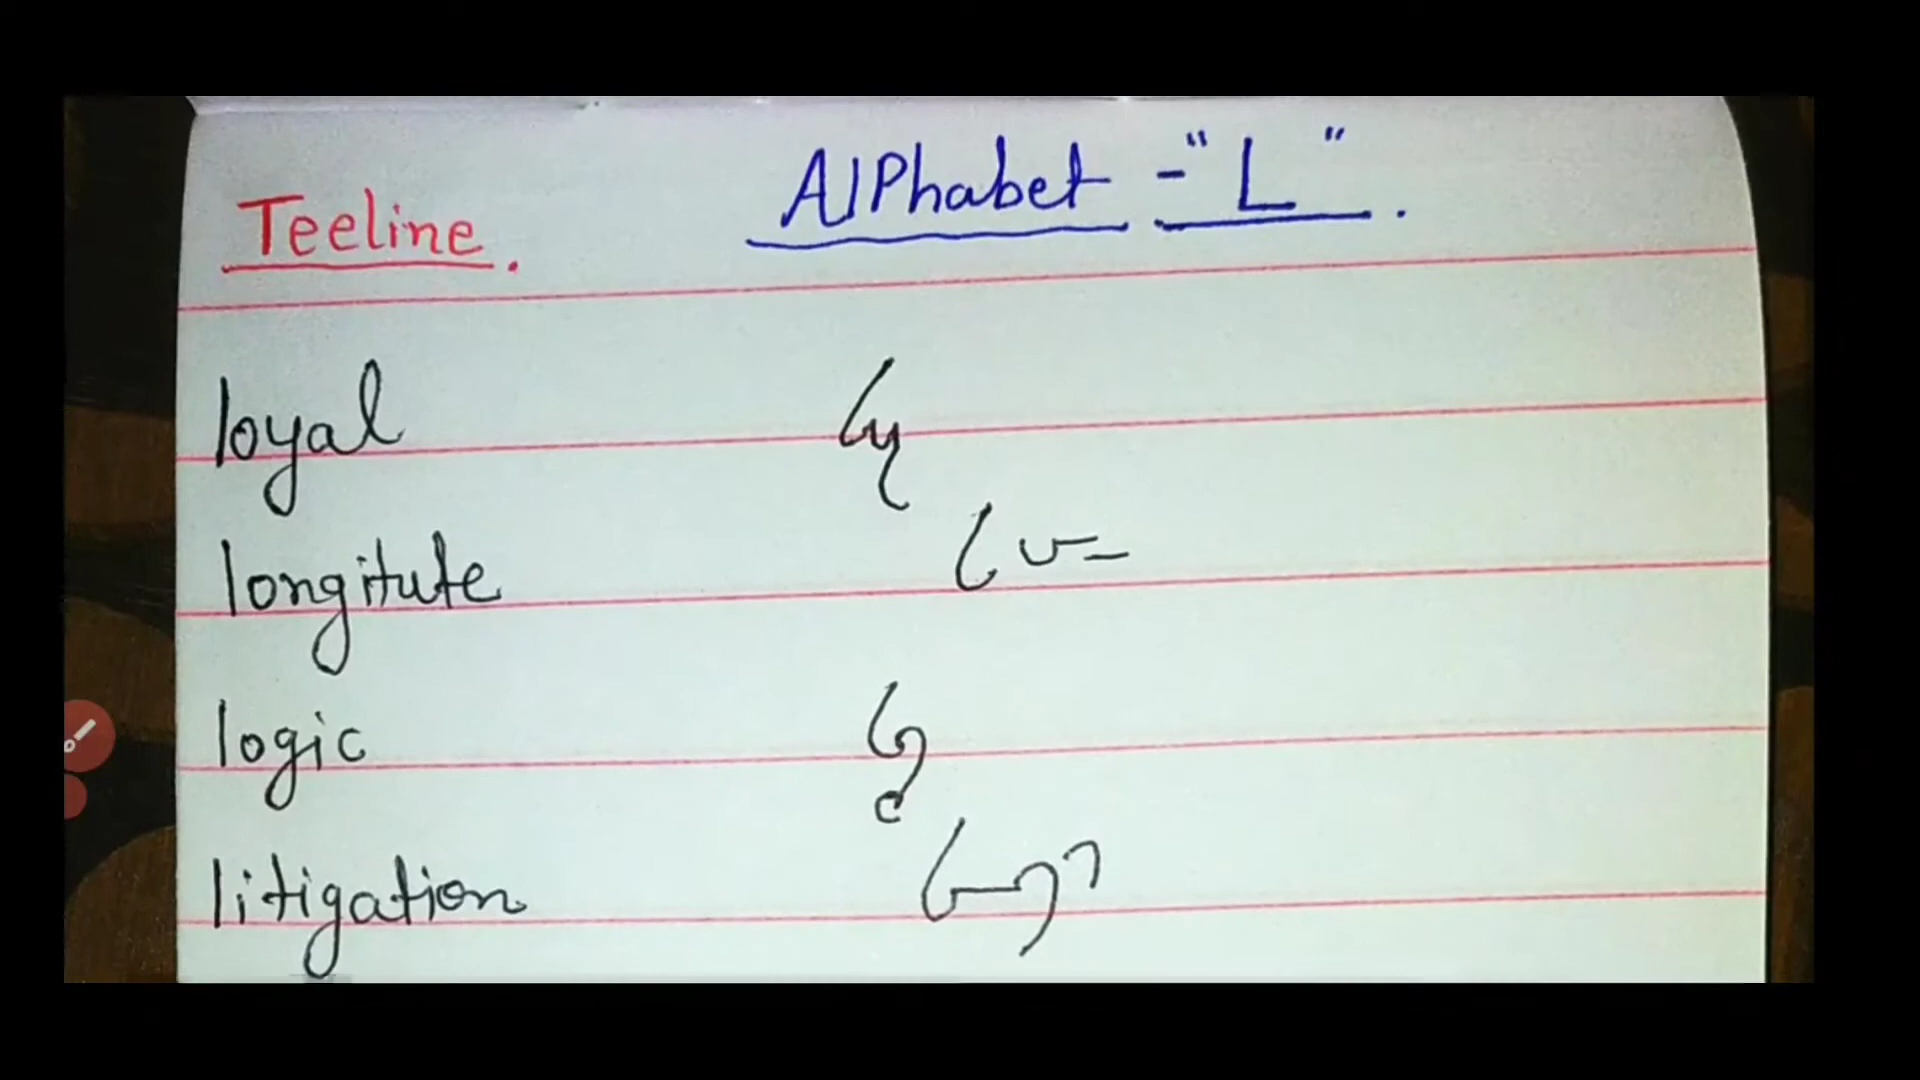 Teeline.
AlPhabet - "L".
loyal
longitute
logic
litigation